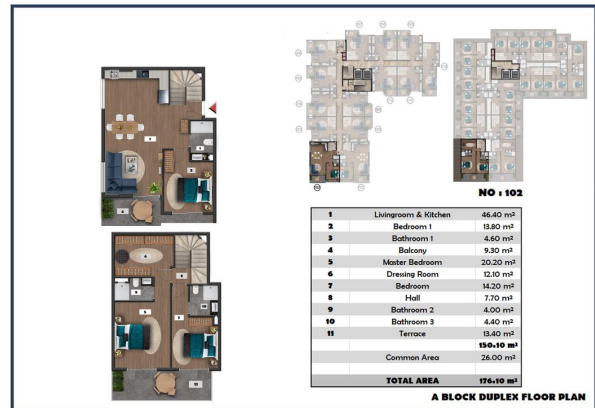 NO : 102
1 Livingroom & Kitchen 46.40 m²
2 Bedroom 1 13.80 m²
3 Bathroom 1 4.60 m²
4 Balcony 9.30 m²
5 Master Bedroom 20.20 m²
6 Dressing Room 12.10 m²
7 Bedroom 14.20 m²
8 Hall 7.70 m²
9 Bathroom 2 4.00 m²
10 Bathroom 3 4.40 m²
11 Terrace 13.40 m²
150.10 m²
Common Area 26.00 m²
TOTAL AREA 176.10 m²
A BLOCK DUPLEX FLOOR PLAN